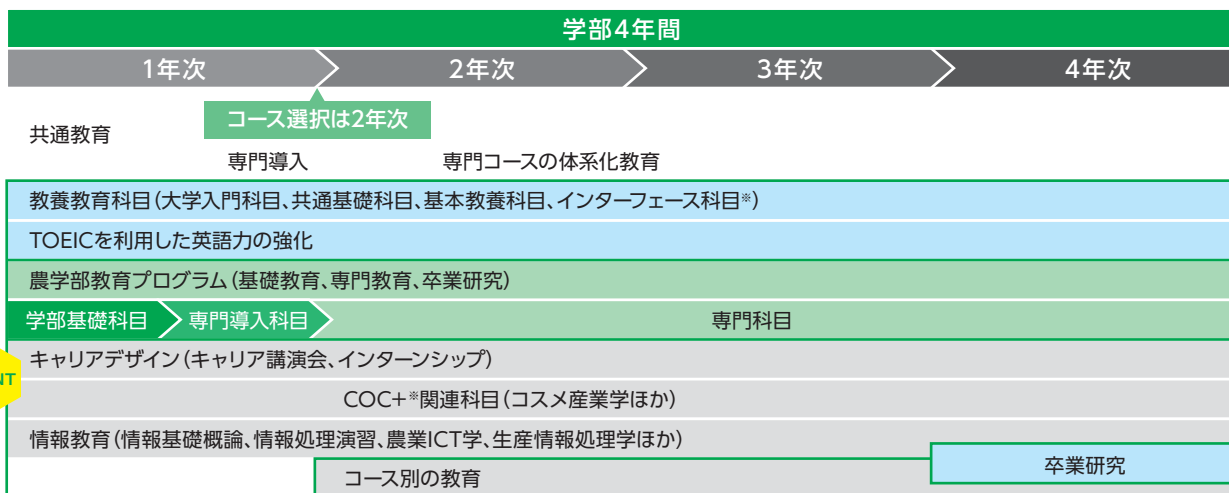 学部4年間
1年次
2年次
3年次
4年次
コース選択は2年次
共通教育
専門導入
専門コースの体系化教育
教養教育科目（大学入門科目、共通基礎科目、基本教養科目、インターフェース科目※）
TOEICを利用した英語力の強化
農学部教育プログラム（基礎教育、専門教育、卒業研究）
学部基礎科目
専門導入科目
専門科目
キャリアデザイン（キャリア講演会、インターンシップ）
COC+※関連科目（コスメ産業学ほか）
情報教育（情報基礎概論、情報処理演習、農業ICT学、生産情報処理学ほか）
卒業研究
コース別の教育